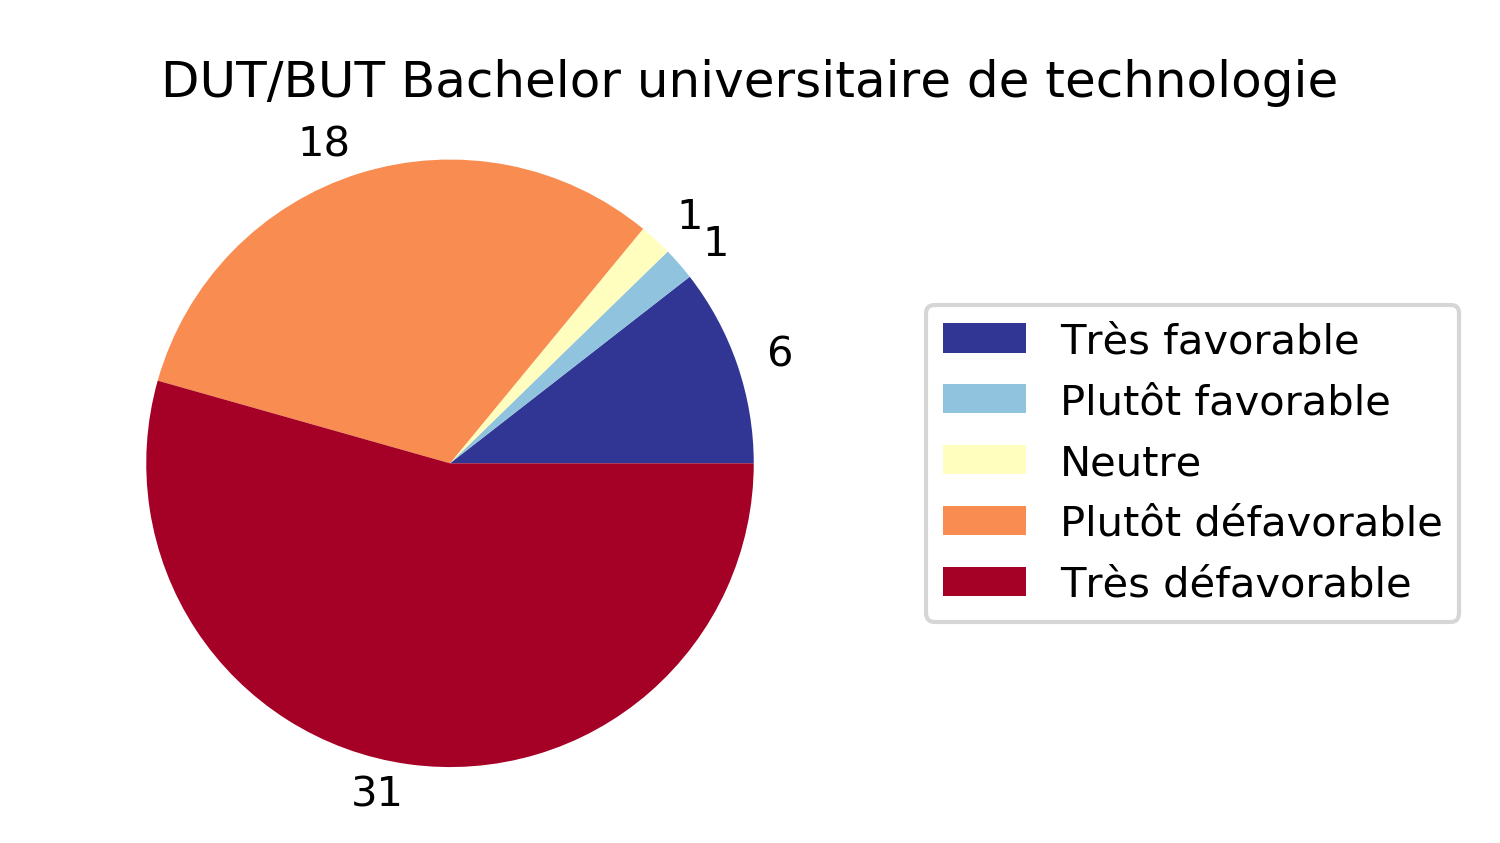 DUT/BUT Bachelor universitaire de technologie
18
1
1
6
31
Très favorable
Plutôt favorable
Neutre
Plutôt défavorable
Très défavorable